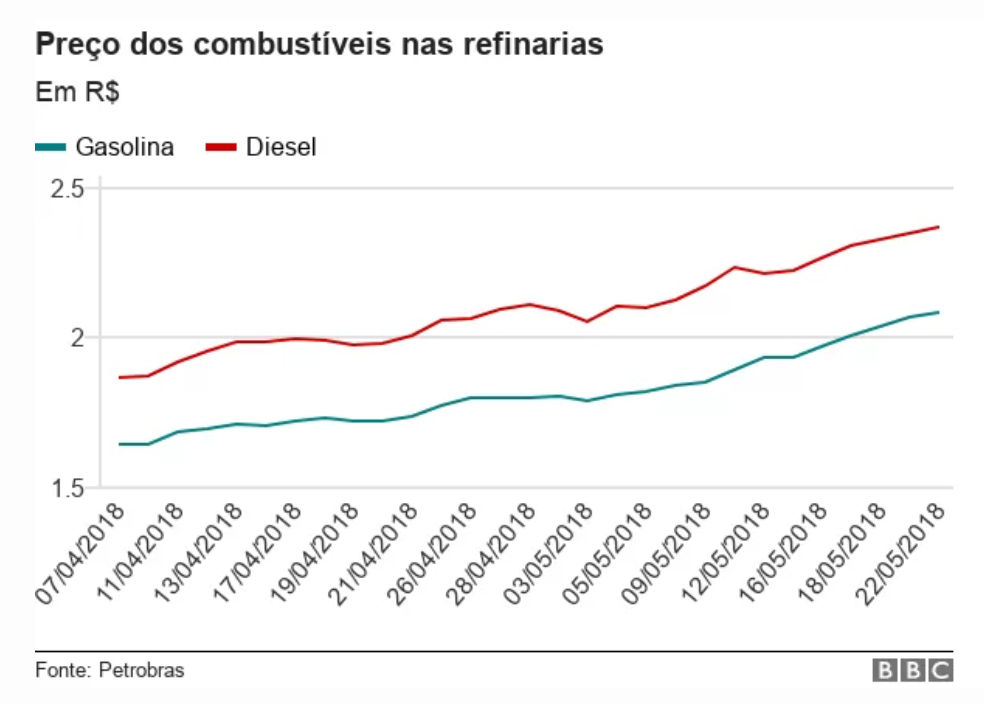 Preço dos combustíveis nas refinarias
Em R$
Gasolina Diesel
2.5
2
1.5
07/04/2018 11/04/2018 13/04/2018 17/04/2018 19/04/2018 21/04/2018 26/04/2018 28/04/2018 03/05/2018 05/05/2018 09/05/2018 12/05/2018 16/05/2018 18/05/2018 22/05/2018
Fonte: Petrobras BBC